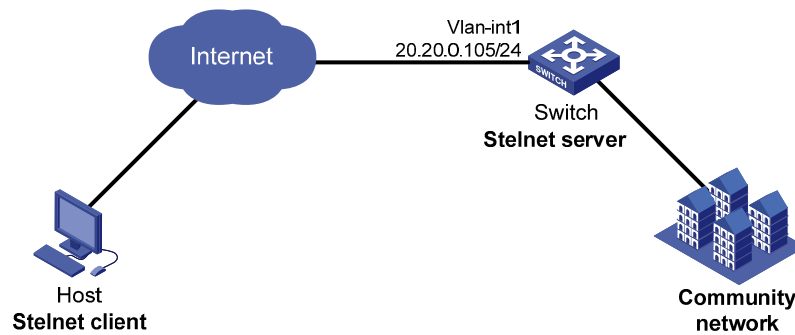 Vlan-int1
20.20.0.105/24
Internet
SWITCH
Switch
Stelnet server
Host
Stelnet client
Community
network